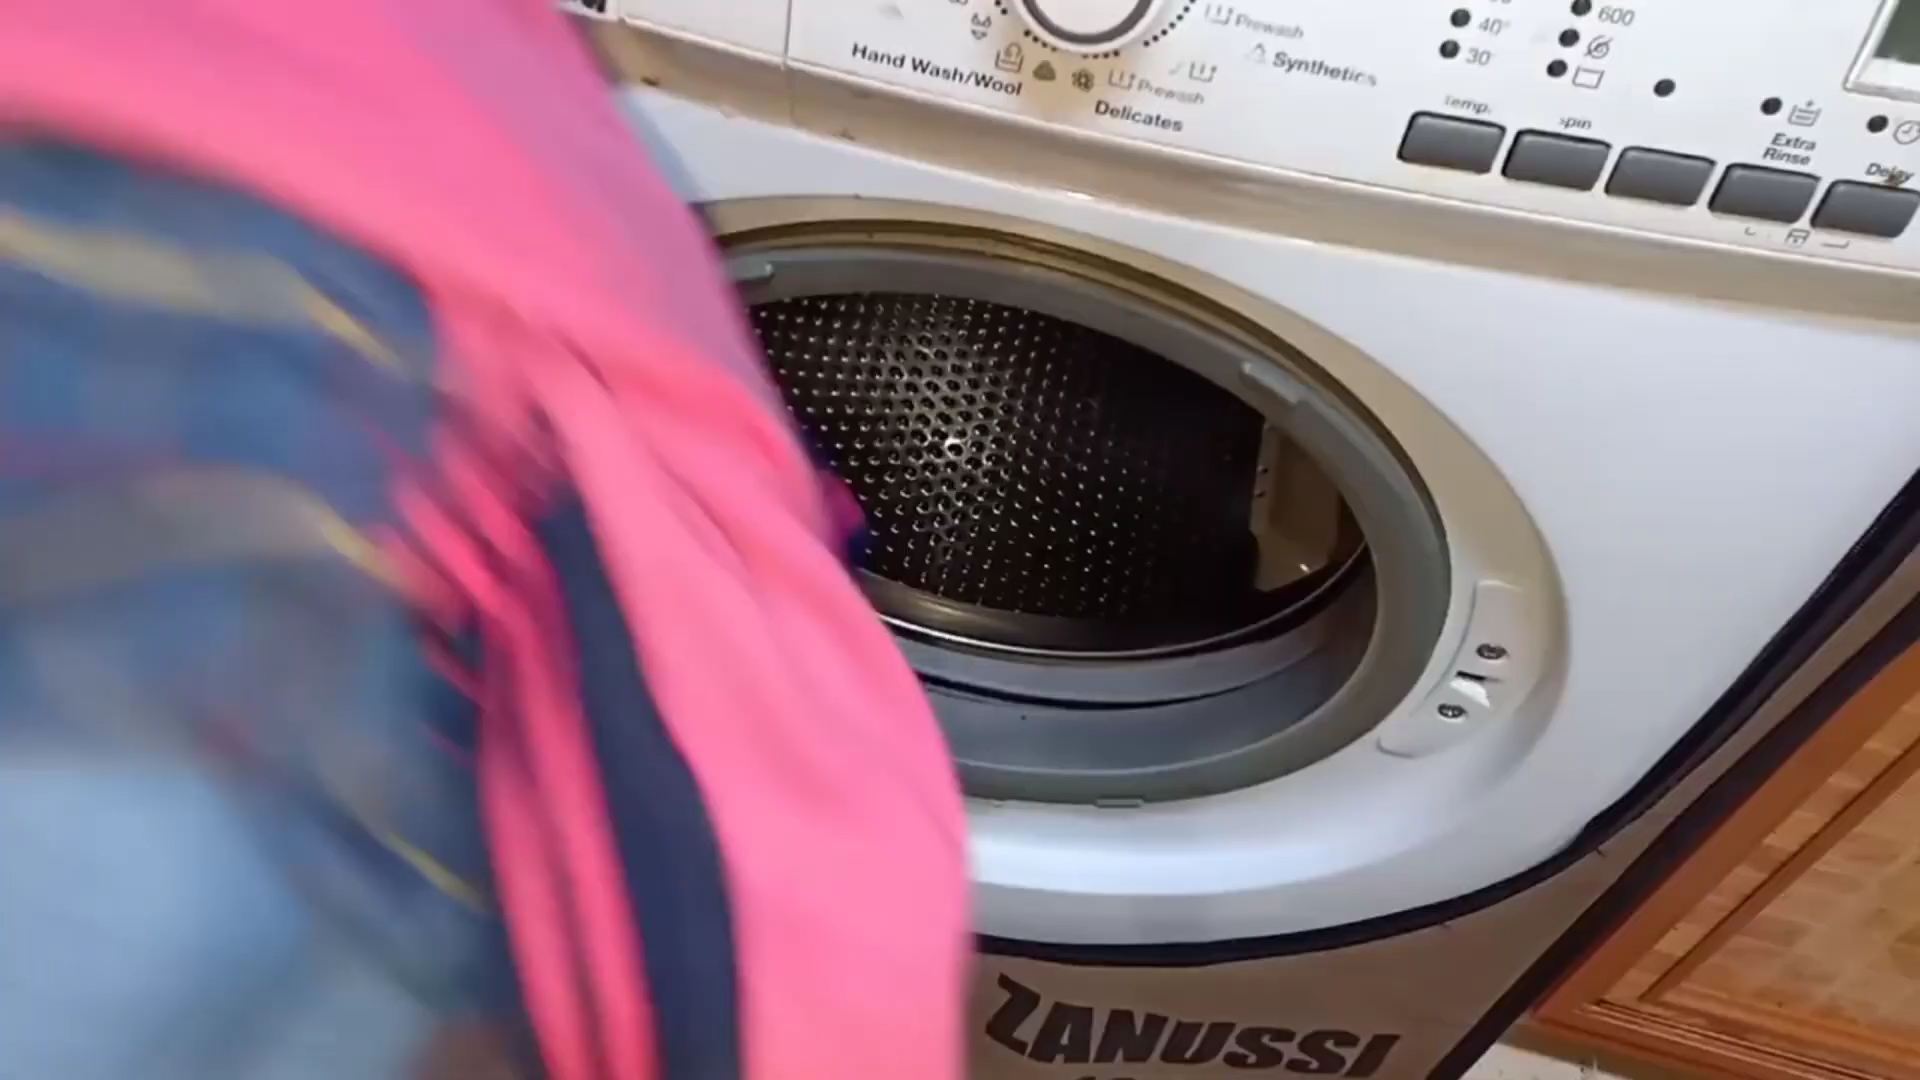 Prewash
Synthetics
Hand Wash/Wool
Prewash
Delicates
40°
30°
600
Temp.
Spin
Extra
Rinse
Delay
ZANUSSI